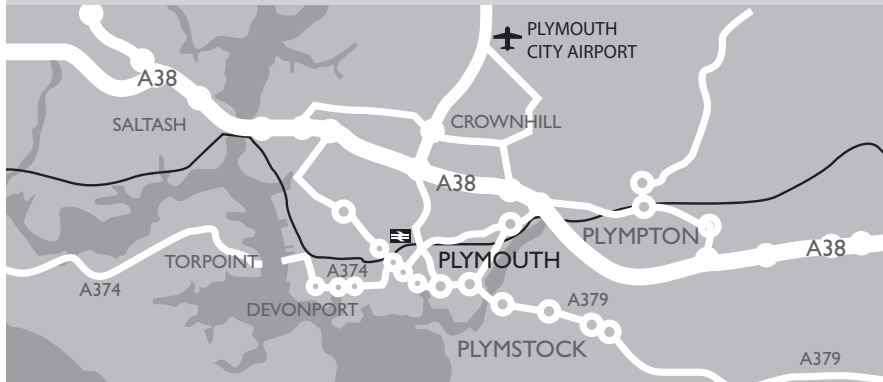 PLYMOUTH
CITY AIRPORT
A38
SALTASH
CROWNHILL
A38
PLYMPTON
A38
TORPOINT
A374
PLYMOUTH
A374
DEVONPORT
A379
PLYMSTOCK
A379